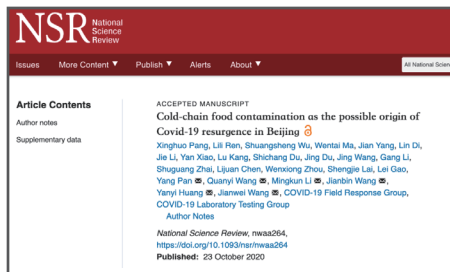 NSR National
Science
Review
Issues More Content ▼ Publish ▼ Alerts About ▼ All National Scien
Article Contents
Author notes
Supplementary data
ACCEPTED MANUSCRIPT
Cold-chain food contamination as the possible origin of
Covid-19 resurgence in Beijing
Xinghuo Pang, Lili Ren, Shuangsheng Wu, Wentai Ma, Jian Yang, Lin Di,
Jie Li, Yan Xiao, Lu Kang, Shichang Du, Jing Du, Jing Wang, Gang Li,
Shuguang Zhai, Lijuan Chen, Wenxiong Zhou, Shengjie Lai, Lei Gao,
Yang Pan ✉, Quanyi Wang ✉, Mingkun Li ✉, Jianbin Wang ✉,
Yanyi Huang ✉, Jianwei Wang ✉, COVID-19 Field Response Group,
COVID-19 Laboratory Testing Group
Author Notes
National Science Review, nwaa264,
https://doi.org/10.1093/nsr/nwaa264
Published: 23 October 2020